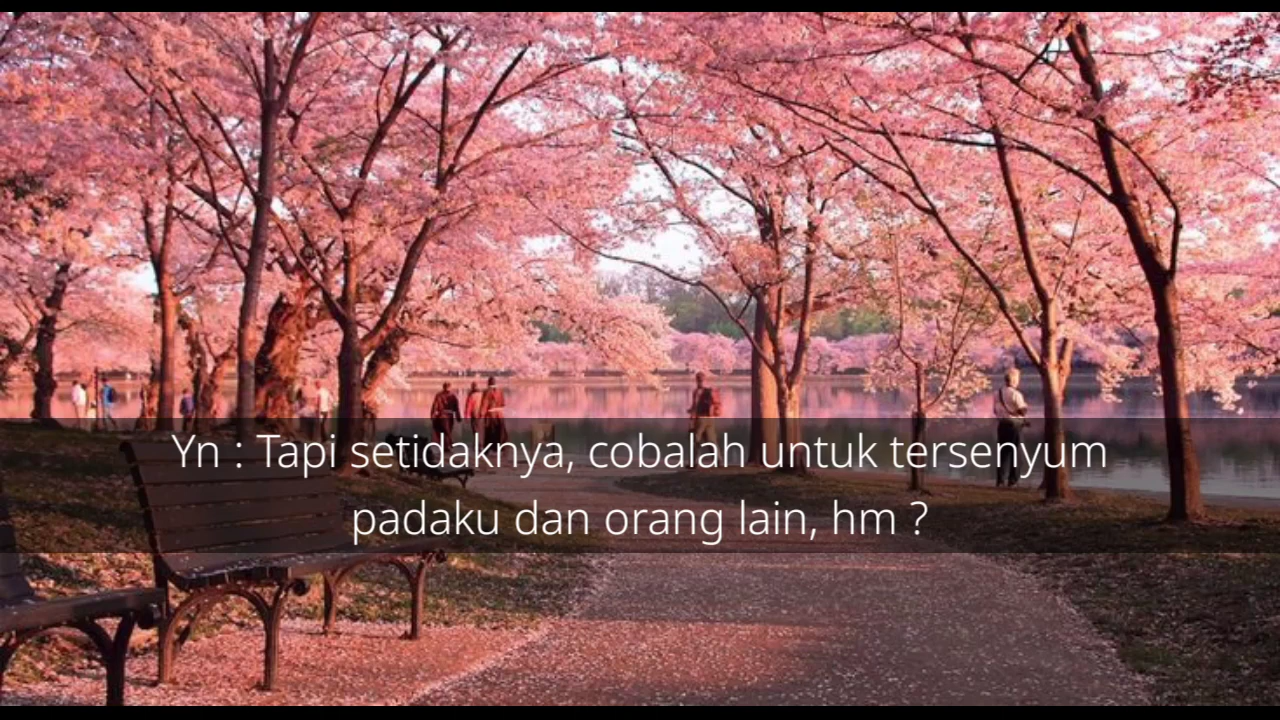 Yn : Tapi setidaknya, cobalah untuk tersenyum
padaku dan orang lain, hm ?